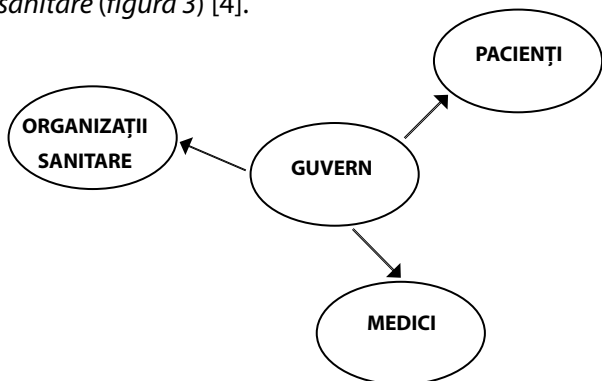 sanitare (figura 3) [4].
PACIENȚI
ORGANIZAȚII
SANITARE
GUVERN
MEDICI